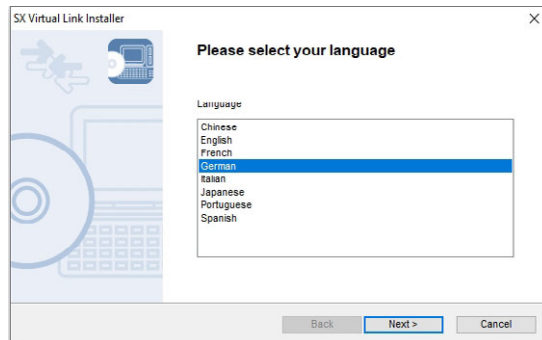 SX Virtual Link Installer
Please select your language
Language
Chinese
English
French
German
Italian
Japanese
Portuguese
Spanish
Back
Next >
Cancel